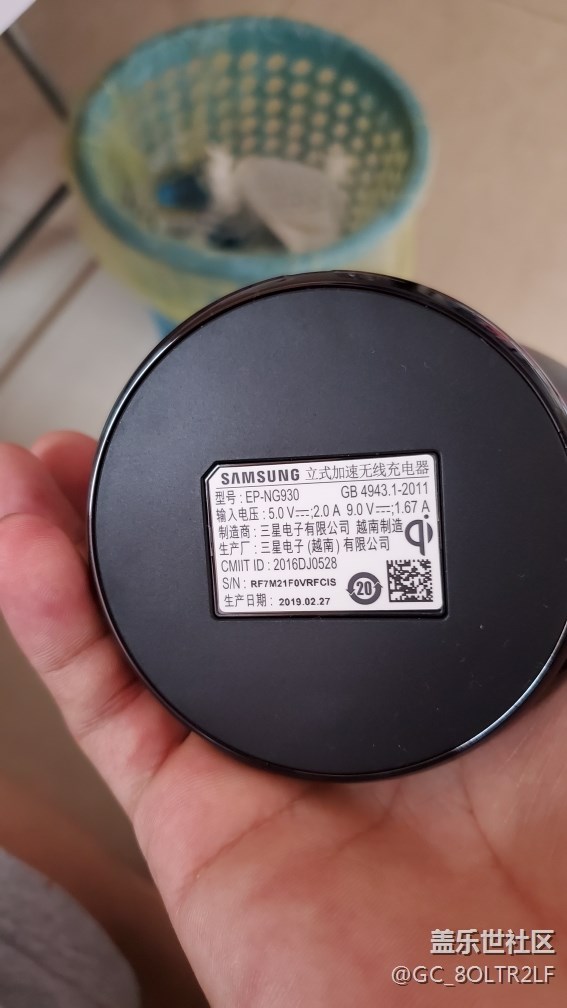 SAMSUNG 立式加速无线充电器
型号 : EP-NG930 GB 4943.1-2011
输入电压 : 5.0 V⎓;2.0 A 9.0 V⎓;1.67 A
制造商 : 三星电子有限公司 越南制造
生产厂 : 三星电子 (越南) 有限公司
CMIIT ID : 2016DJ0528
S/N : RF7M21F0VRFCIS
20
生产日期 : 2019.02.27
盖乐世社区
@GC_8OLTR2LF